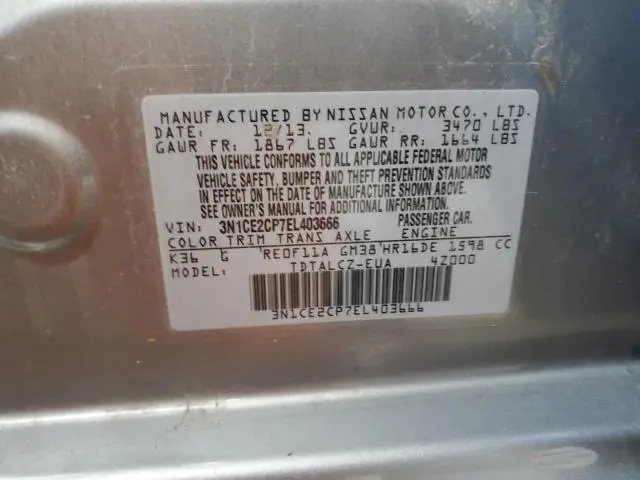 MANUFACTURED BY NISSAN MOTOR CO., LTD.
DATE: 12/13. GVWR: 3470 LBS
GAWR FR: 1867 LBS GAWR RR: 1664 LBS
THIS VEHICLE CONFORMS TO ALL APPLICABLE FEDERAL MOTOR
VEHICLE SAFETY, BUMPER AND THEFT PREVENTION STANDARDS
IN EFFECT ON THE DATE OF MANUFACTURE SHOWN ABOVE.
SEE OWNER'S MANUAL FOR ADDITIONAL INFORMATION.
VIN: 3N1CE2CP7EL403666 PASSENGER CAR.
COLOR TRIM TRANS AXLE ENGINE
K36 G RE0F11A GM38 HR16DE 1598 CC
MODEL: TDTALCZ-EUA 4Z000
3N1CE2CP7EL403666